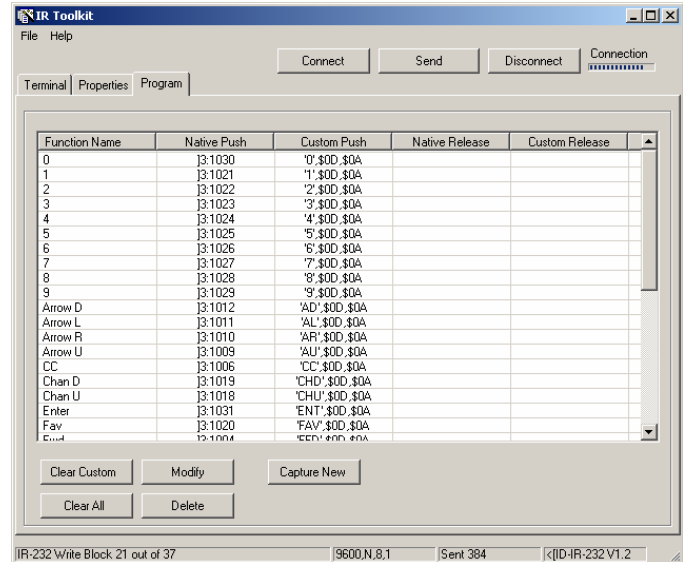 IR Toolkit
File Help
Connect Send Disconnect Connection
Terminal Properties Program
Function Name Native Push Custom Push Native Release Custom Release
0 ]3:1030 '0',$0D,$0A
1 ]3:1021 '1',$0D,$0A
2 ]3:1022 '2',$0D,$0A
3 ]3:1023 '3',$0D,$0A
4 ]3:1024 '4',$0D,$0A
5 ]3:1025 '5',$0D,$0A
6 ]3:1026 '6',$0D,$0A
7 ]3:1027 '7',$0D,$0A
8 ]3:1028 '8',$0D,$0A
9 ]3:1029 '9',$0D,$0A
Arrow D ]3:1012 'AD',$0D,$0A
Arrow L ]3:1011 'AL',$0D,$0A
Arrow R ]3:1010 'AR',$0D,$0A
Arrow U ]3:1009 'AU',$0D,$0A
CC ]3:1006 'CC',$0D,$0A
Chan D ]3:1019 'CHD',$0D,$0A
Chan U ]3:1018 'CHU',$0D,$0A
Enter ]3:1031 'ENT',$0D,$0A
Fav ]3:1020 'FAV',$0D,$0A
Fwd ]3:1004 'FFD',$0D,$0A
Clear Custom Modify Capture New
Clear All Delete
IR-232 Write Block 21 out of 37 9600,N,8,1 Sent 384 <[ID-IR-232 V1.2